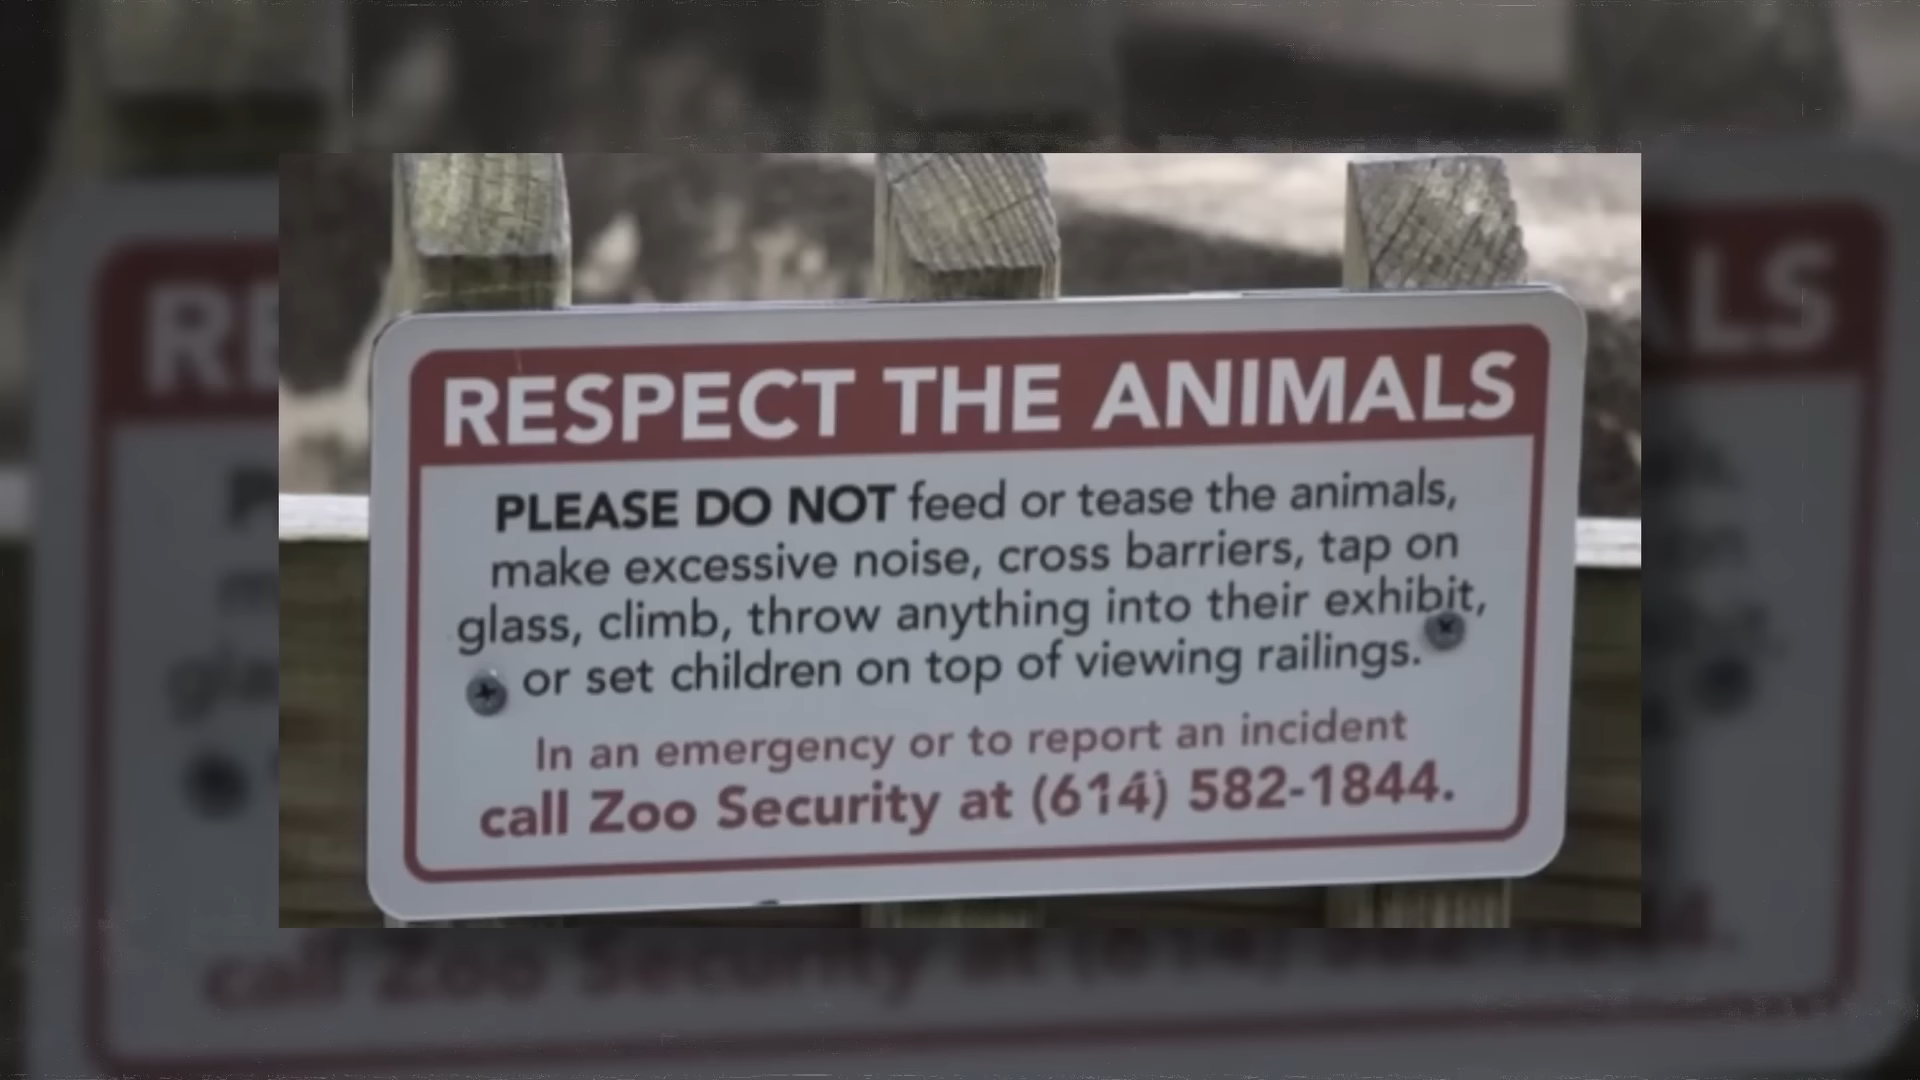 RESPECT THE ANIMALS
PLEASE DO NOT feed or tease the animals,
make excessive noise, cross barriers, tap on
glass, climb, throw anything into their exhibit,
or set children on top of viewing railings.
In an emergency or to report an incident
call Zoo Security at (614) 582-1844.